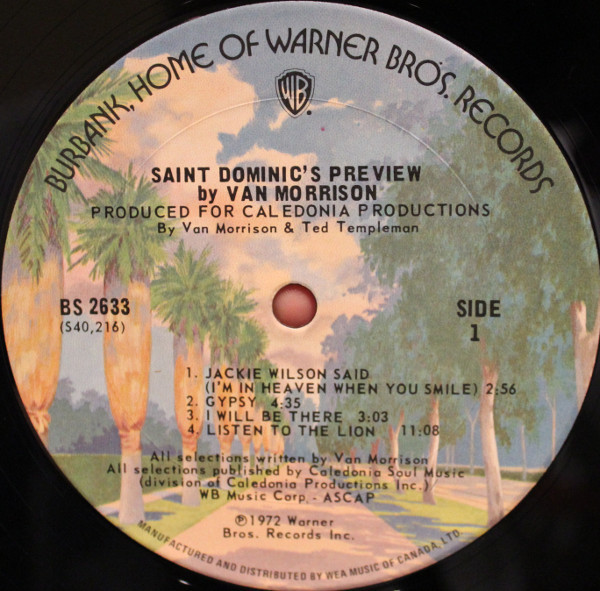 BURBANK, HOME OF WARNER BROS. RECORDS
WB.
SAINT DOMINIC'S PREVIEW
by VAN MORRISON
PRODUCED FOR CALEDONIA PRODUCTIONS
By Van Morrison & Ted Templeman
BS 2633
(S40,216)
SIDE
1
1. JACKIE WILSON SAID
(I'M IN HEAVEN WHEN YOU SMILE) 2:56
2. GYPSY 4:35
3. I WILL BE THERE 3:03
4. LISTEN TO THE LION 11:08
All selections written by Van Morrison
All selections published by Caledonia Soul Music
(division of Caledonia Productions Inc.)
WB Music Corp. - ASCAP
℗1972 Warner
Bros. Records Inc.
MANUFACTURED AND DISTRIBUTED BY WEA MUSIC OF CANADA, LTD.